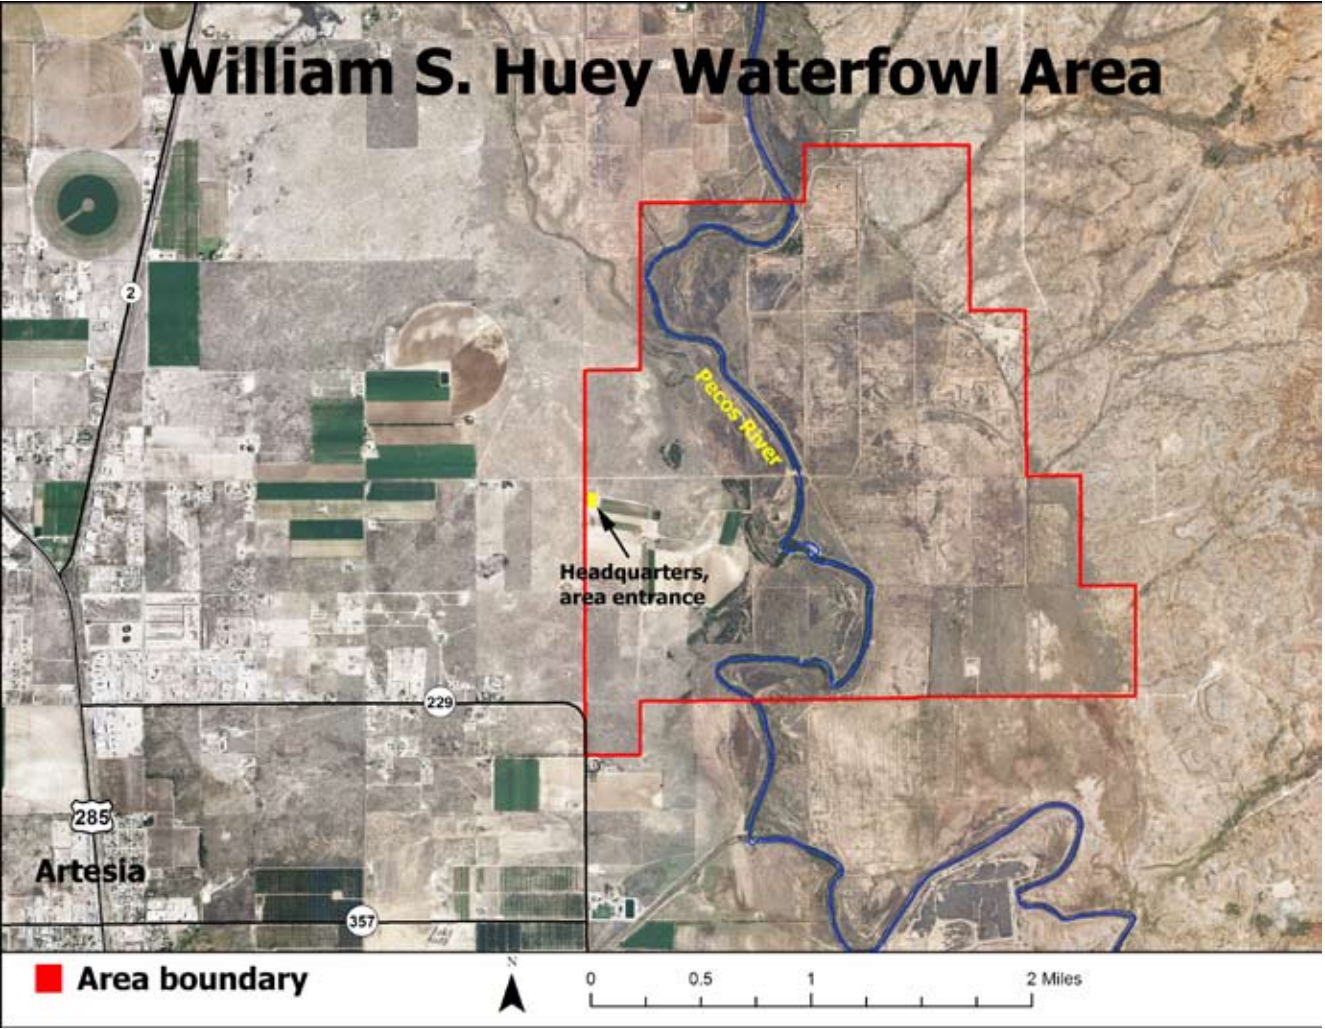 William S. Huey Waterfowl Area
2
Pecos River
Headquarters,
area entrance
229
285
Artesia
357
Area boundary
N
0 0.5 1 2 Miles